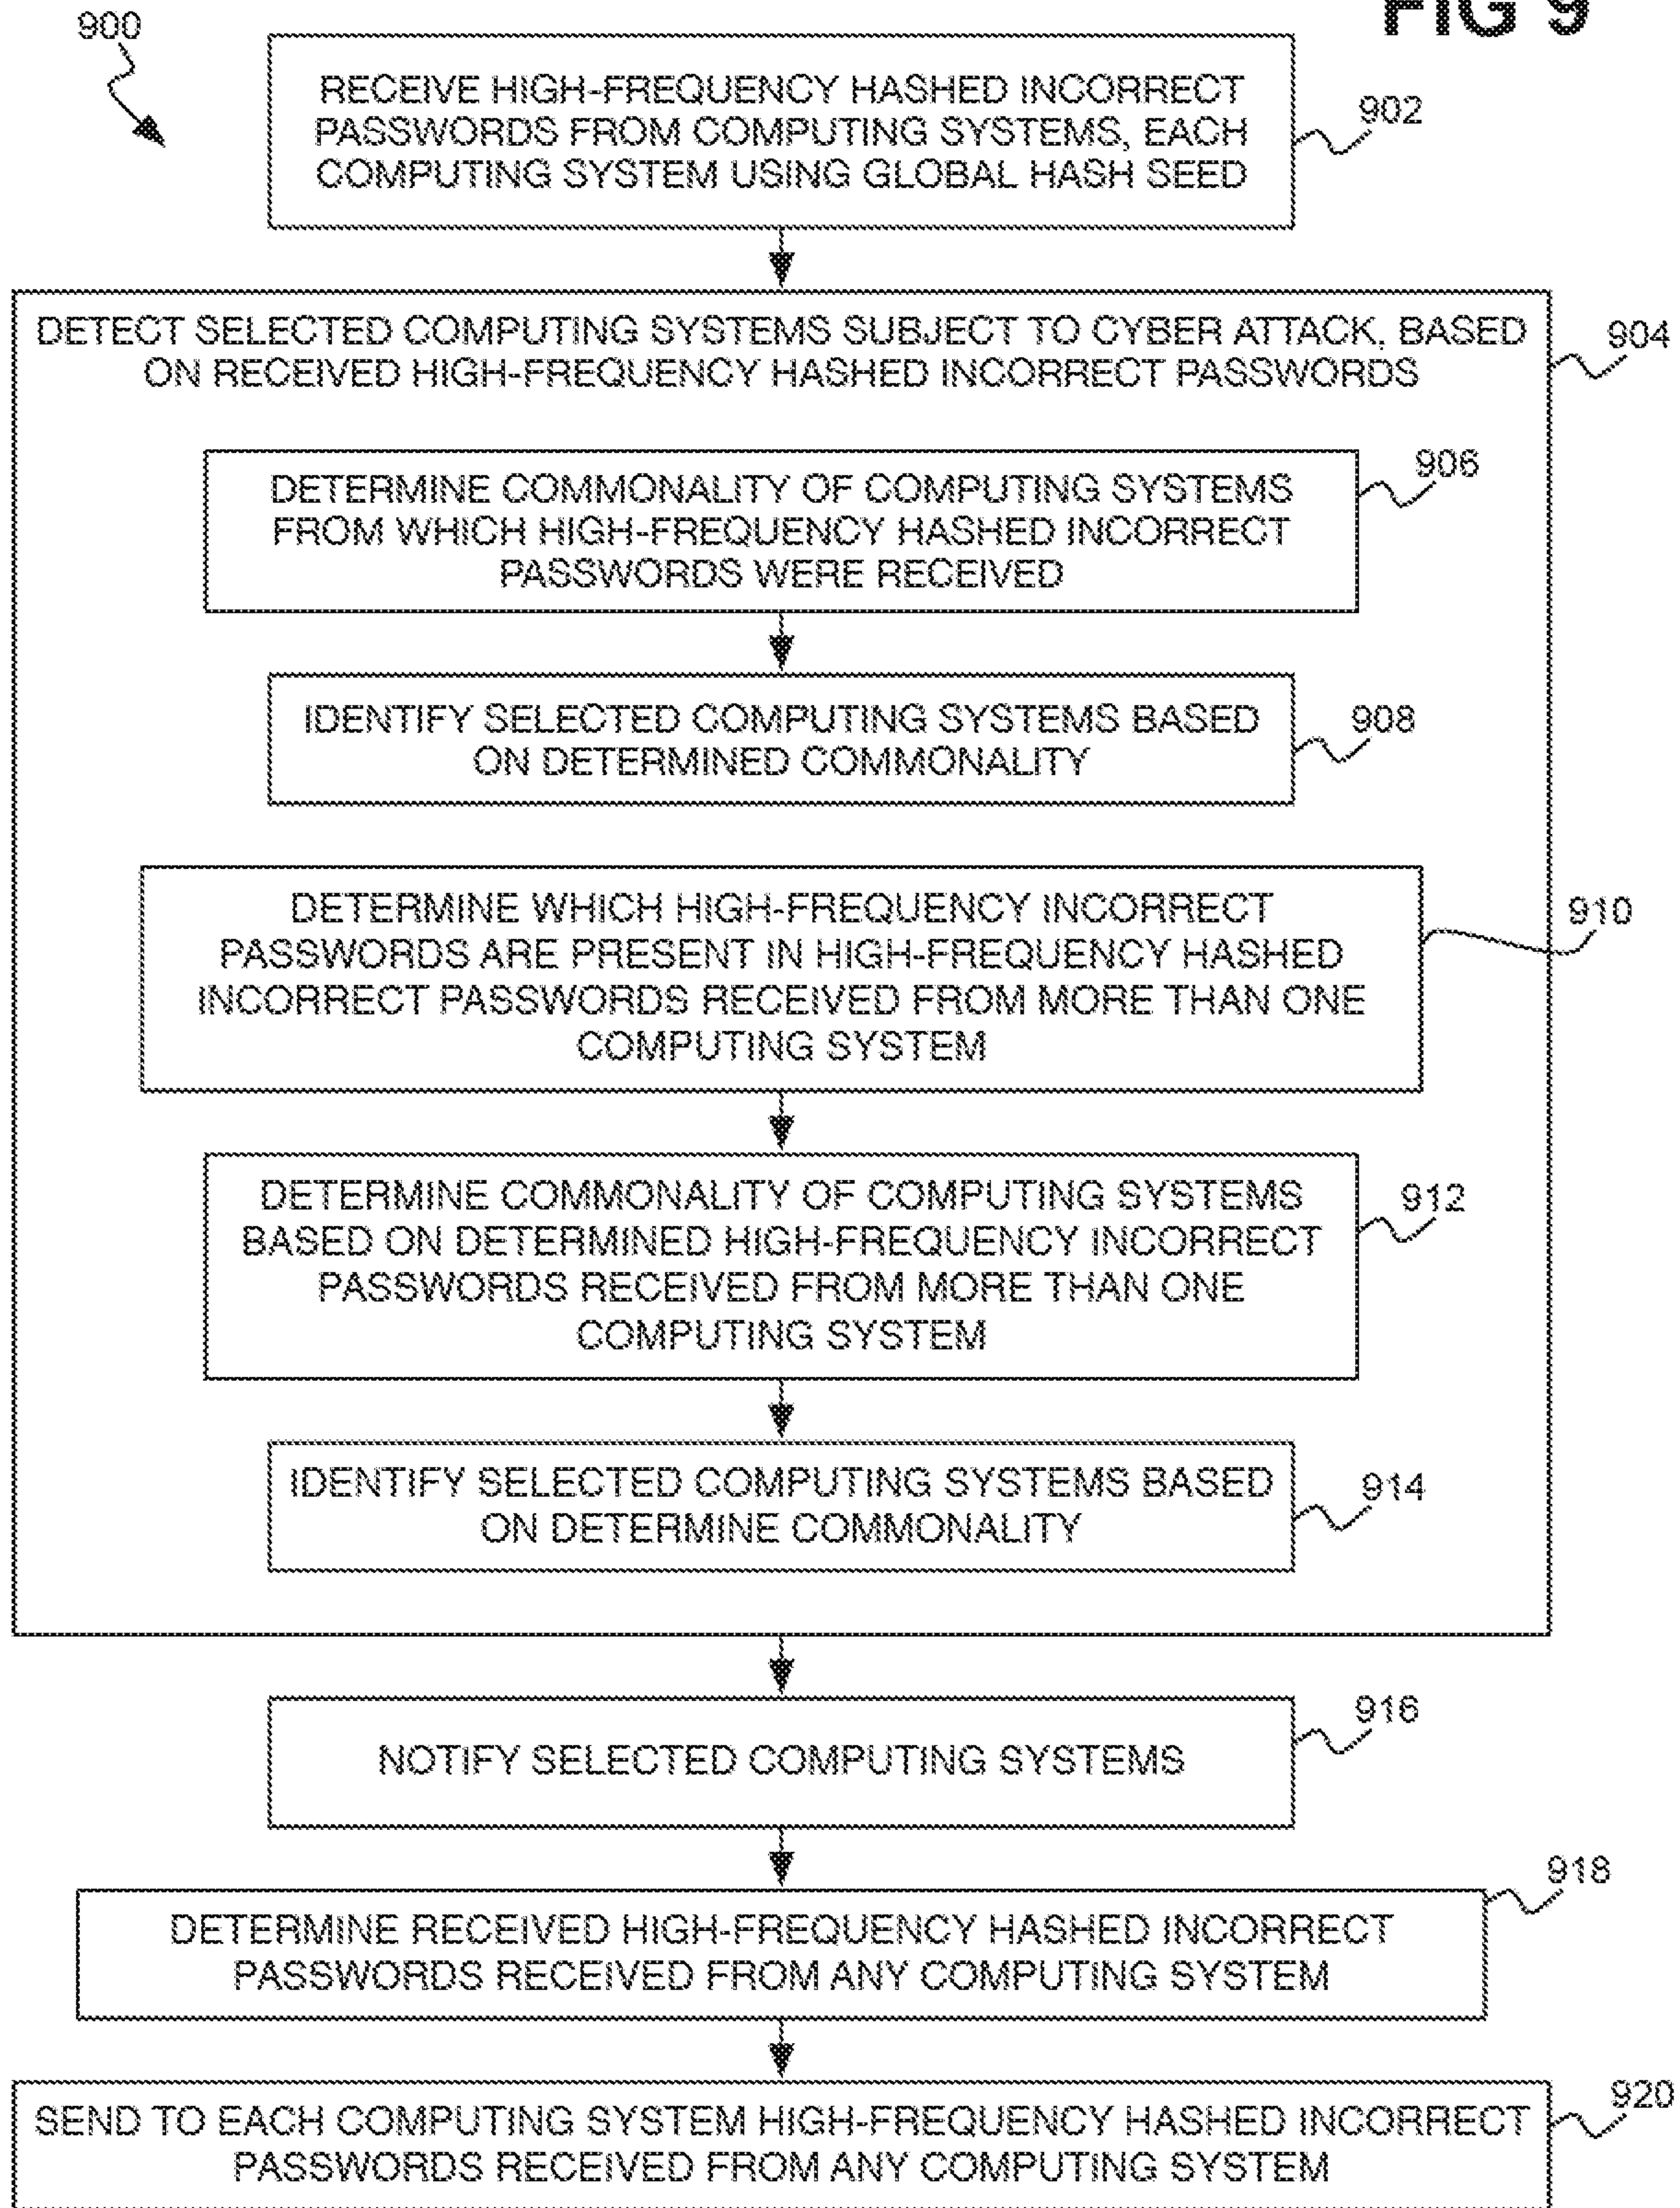 FIG 9
900
RECEIVE HIGH-FREQUENCY HASHED INCORRECT
PASSWORDS FROM COMPUTING SYSTEMS, EACH
COMPUTING SYSTEM USING GLOBAL HASH SEED
902
DETECT SELECTED COMPUTING SYSTEMS SUBJECT TO CYBER ATTACK, BASED
ON RECEIVED HIGH-FREQUENCY HASHED INCORRECT PASSWORDS
904
DETERMINE COMMONALITY OF COMPUTING SYSTEMS
FROM WHICH HIGH-FREQUENCY HASHED INCORRECT
PASSWORDS WERE RECEIVED
906
IDENTIFY SELECTED COMPUTING SYSTEMS BASED
ON DETERMINED COMMONALITY
908
DETERMINE WHICH HIGH-FREQUENCY INCORRECT
PASSWORDS ARE PRESENT IN HIGH-FREQUENCY HASHED
INCORRECT PASSWORDS RECEIVED FROM MORE THAN ONE
COMPUTING SYSTEM
910
DETERMINE COMMONALITY OF COMPUTING SYSTEMS
BASED ON DETERMINED HIGH-FREQUENCY INCORRECT
PASSWORDS RECEIVED FROM MORE THAN ONE
COMPUTING SYSTEM
912
IDENTIFY SELECTED COMPUTING SYSTEMS BASED
ON DETERMINE COMMONALITY
914
NOTIFY SELECTED COMPUTING SYSTEMS
916
DETERMINE RECEIVED HIGH-FREQUENCY HASHED INCORRECT
PASSWORDS RECEIVED FROM ANY COMPUTING SYSTEM
918
SEND TO EACH COMPUTING SYSTEM HIGH-FREQUENCY HASHED INCORRECT
PASSWORDS RECEIVED FROM ANY COMPUTING SYSTEM
920